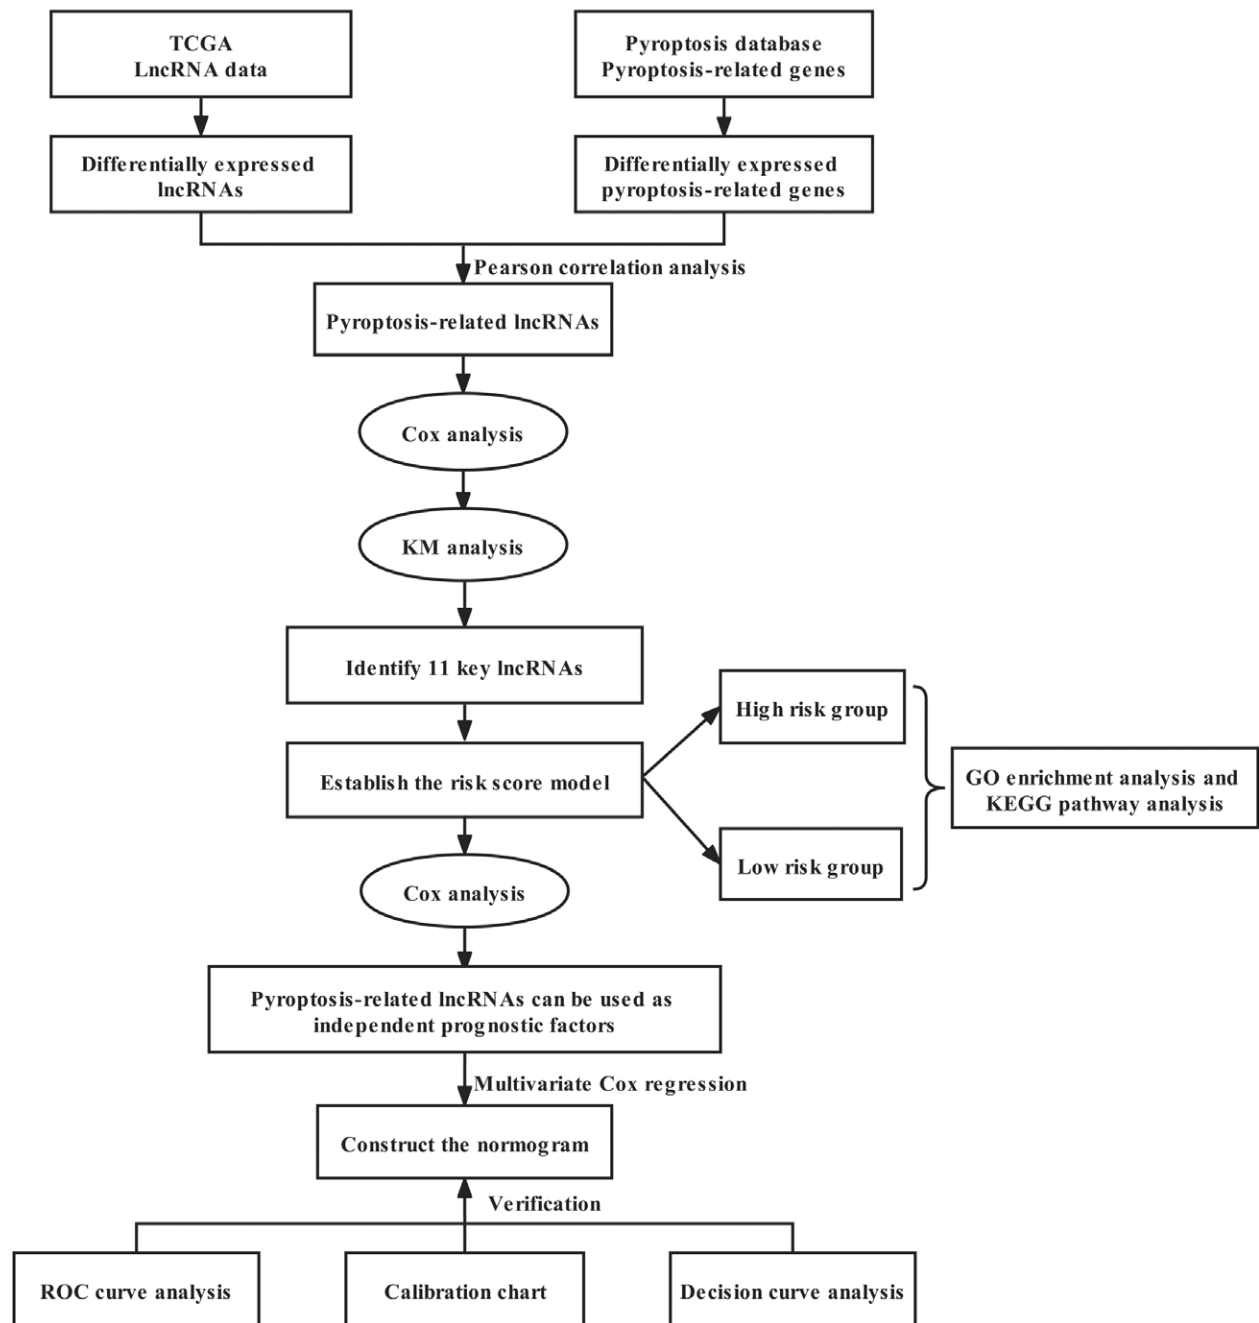 TCGA
LncRNA data
Pyroptosis database
Pyroptosis-related genes
Differentially expressed
lncRNAs
Differentially expressed
pyroptosis-related genes
Pearson correlation analysis
Pyroptosis-related lncRNAs
Cox analysis
KM analysis
Identify 11 key lncRNAs
High risk group
Establish the risk score model
GO enrichment analysis and
KEGG pathway analysis
Low risk group
Cox analysis
Pyroptosis-related lncRNAs can be used as
independent prognostic factors
Multivariate Cox regression
Construct the normogram
Verification
ROC curve analysis
Calibration chart
Decision curve analysis